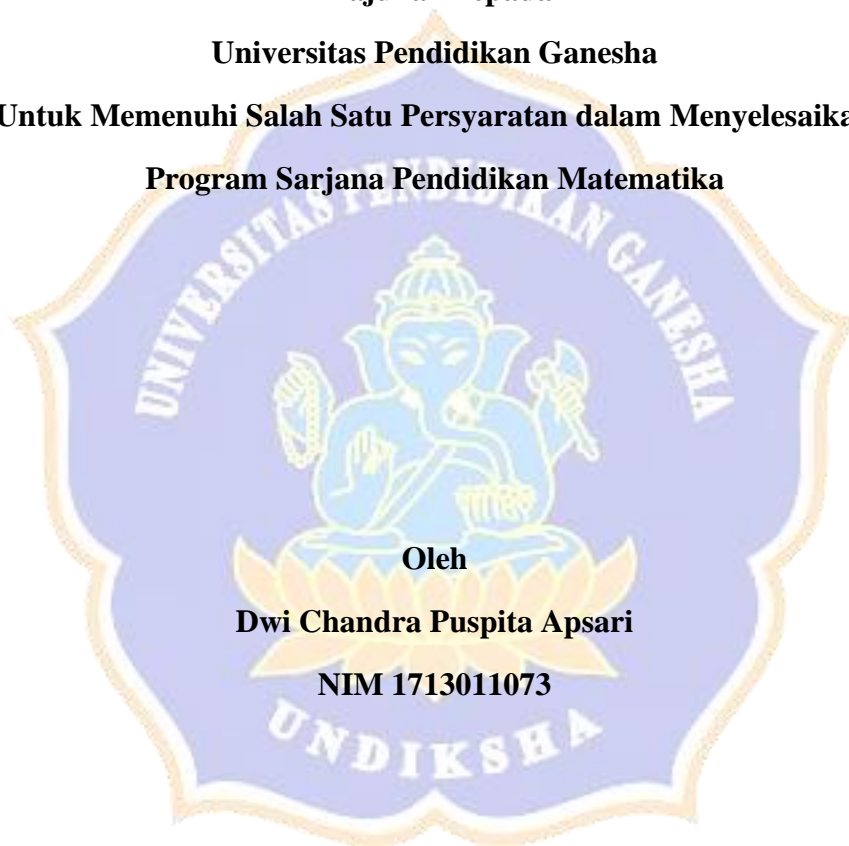 Universitas Pendidikan Ganesha
Untuk Memenuhi Salah Satu Persyaratan dalam
Program Sarjana Pendidikan Matematika
UNIVERSITAS PENDIDIKAN GANESHA
Oleh
Dwi Chandra Puspita Apsari
NIM 1713011073
UNDIKSHA